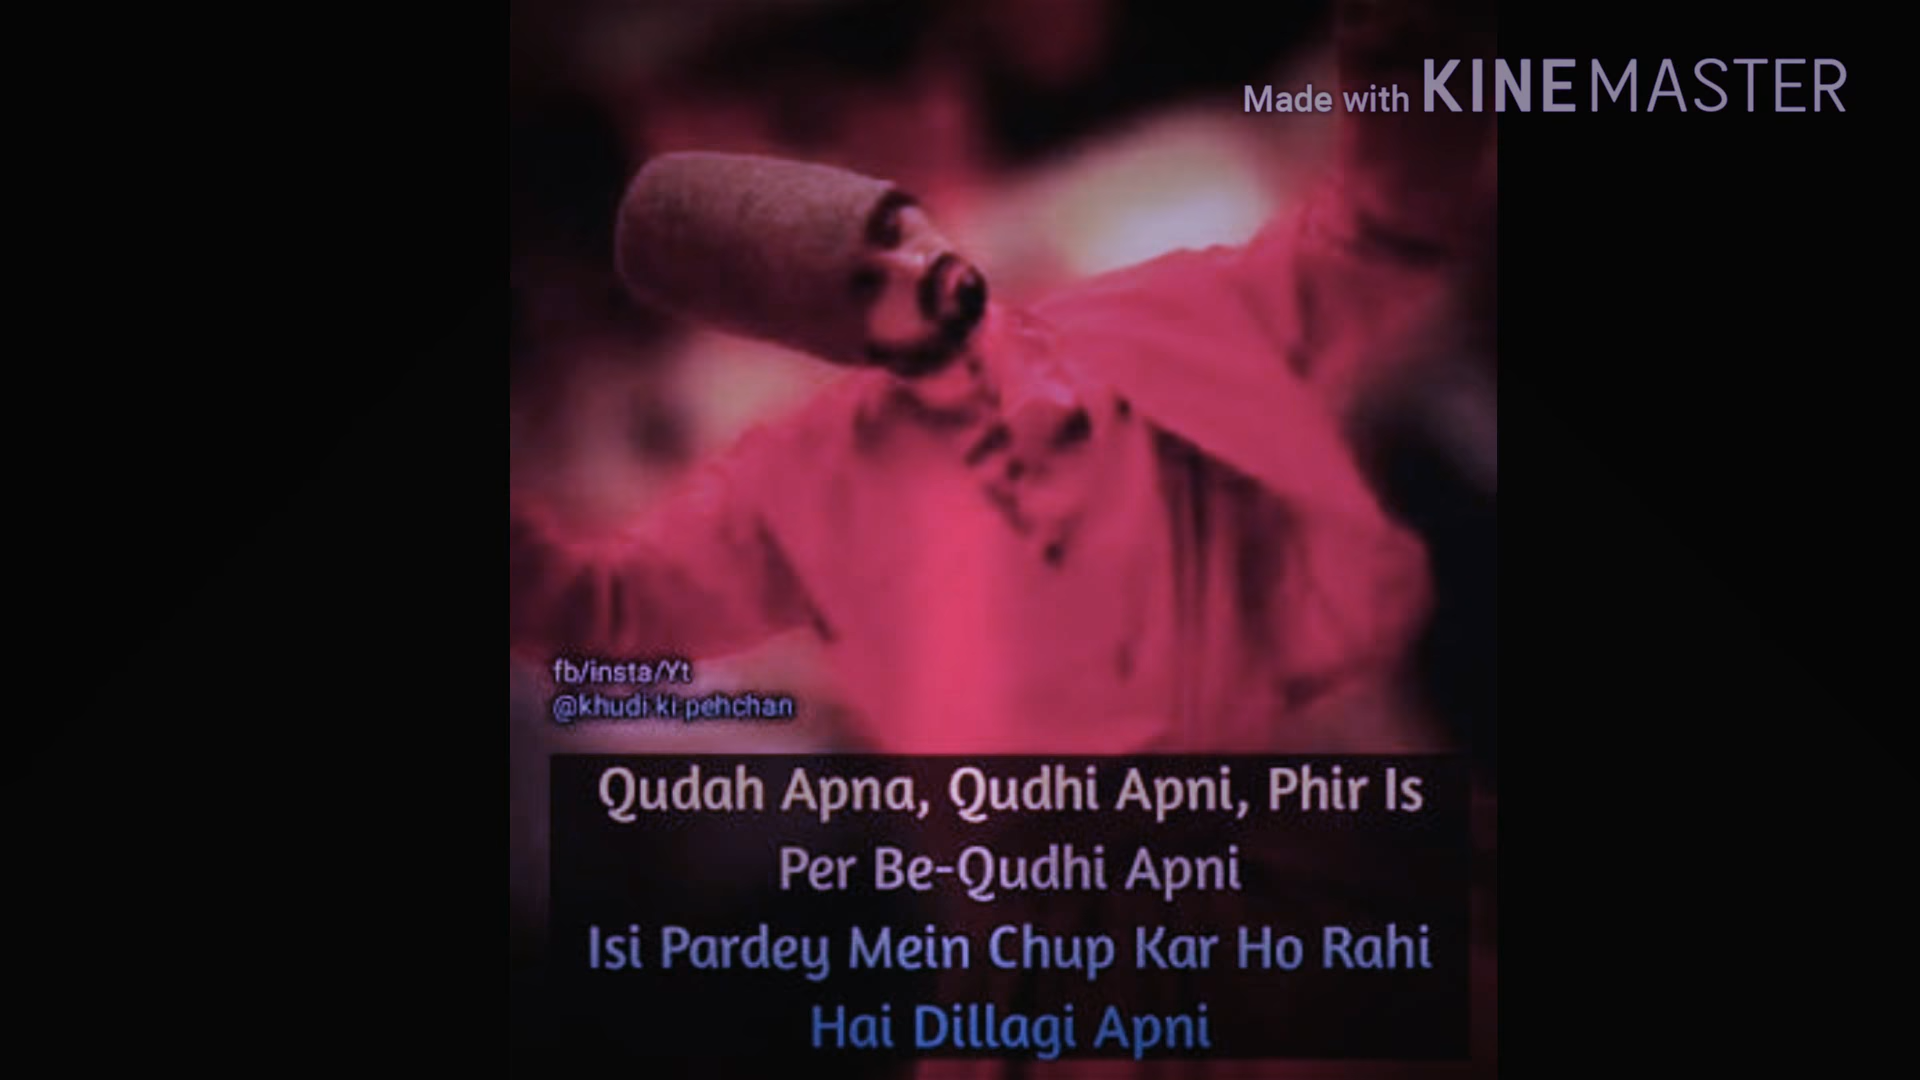 Made with KINEMASTER
fb/insta/Yt
@khudi ki pehchan
Qudah Apna, Qudhi Apni, Phir Is
Per Be-Qudhi Apni
Isi Pardey Mein Chup Kar Ho Rahi
Hai Dillagi Apni